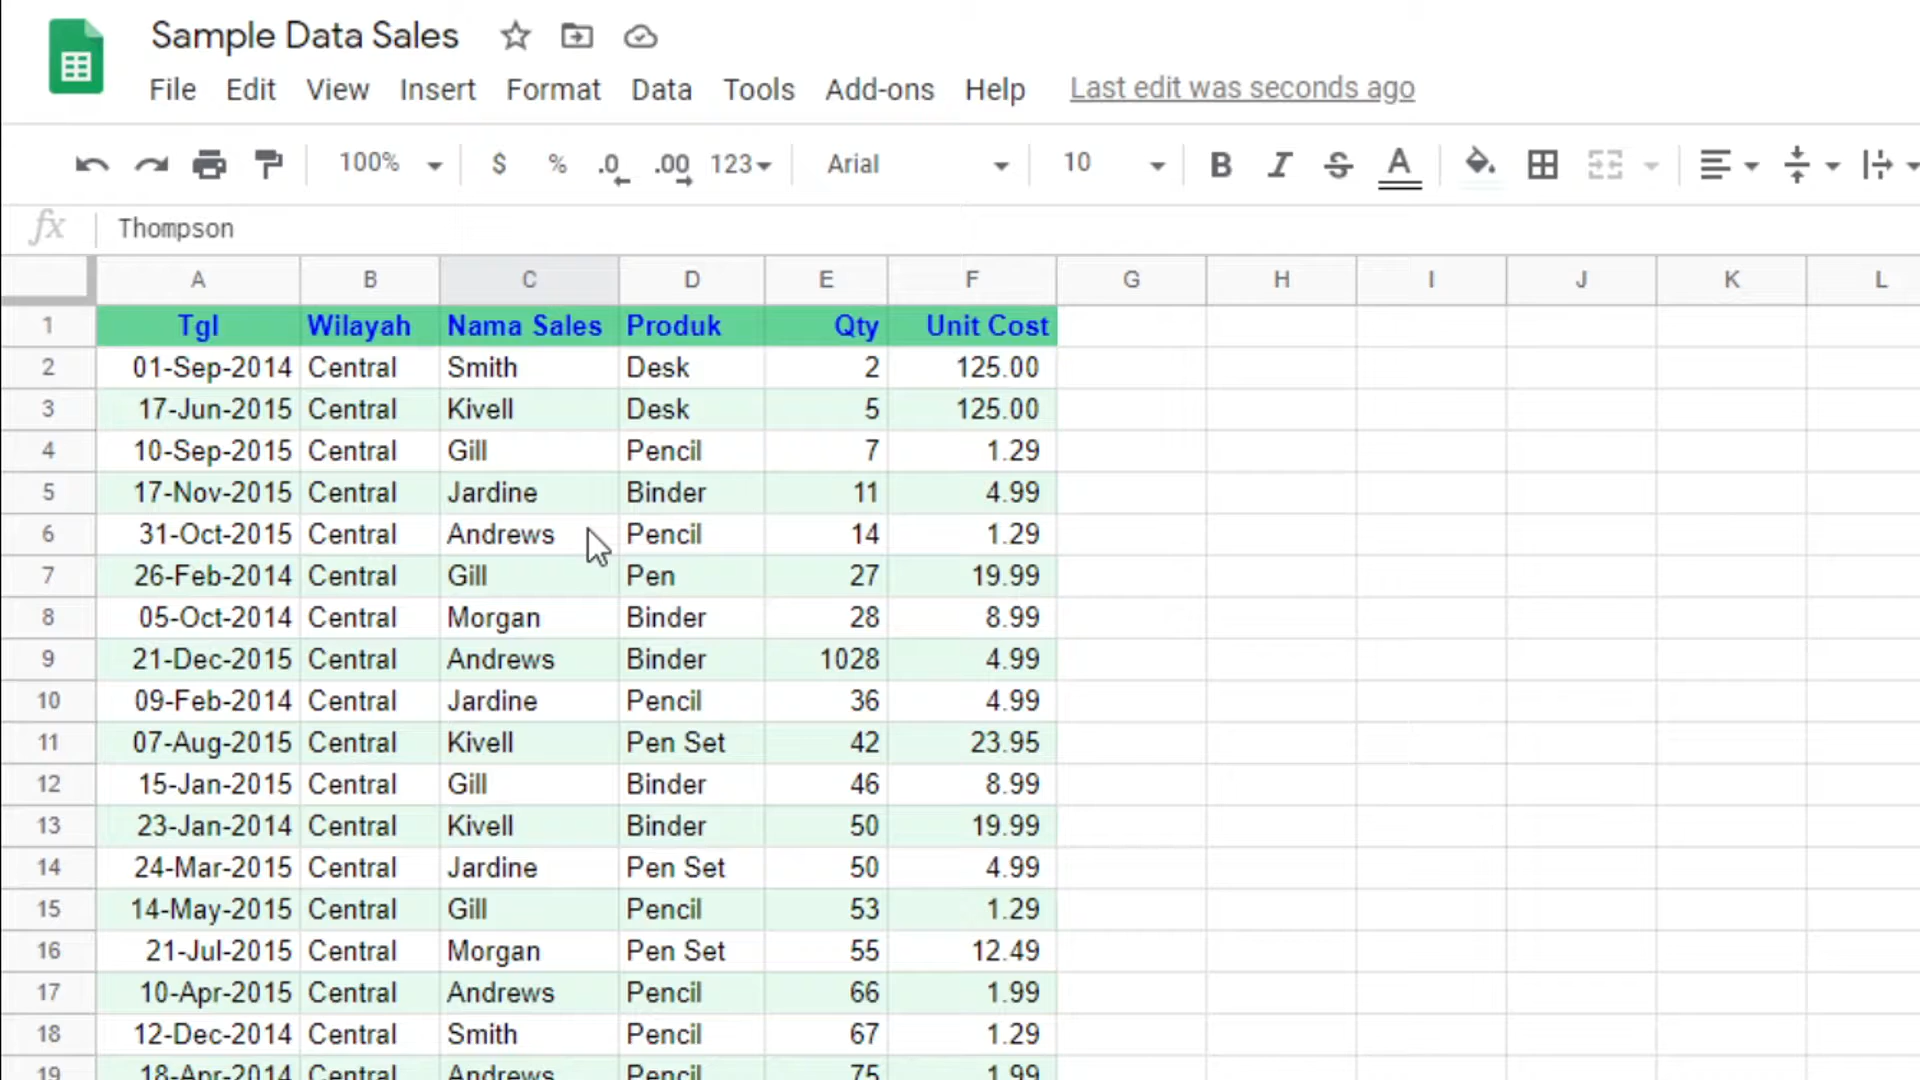 Sample Data Sales
File Edit View Insert Format Data Tools Add-ons Help Last edit was seconds ago
100% $ % .0 .00 123 Arial 10 B I S A
fx Thompson
A B C D E F G H I J K L
1 Tgl Wilayah Nama Sales Produk Qty Unit Cost
2 01-Sep-2014 Central Smith Desk 2 125.00
3 17-Jun-2015 Central Kivell Desk 5 125.00
4 10-Sep-2015 Central Gill Pencil 7 1.29
5 17-Nov-2015 Central Jardine Binder 11 4.99
6 31-Oct-2015 Central Andrews Pencil 14 1.29
7 26-Feb-2014 Central Gill Pen 27 19.99
8 05-Oct-2014 Central Morgan Binder 28 8.99
9 21-Dec-2015 Central Andrews Binder 1028 4.99
10 09-Feb-2014 Central Jardine Pencil 36 4.99
11 07-Aug-2015 Central Kivell Pen Set 42 23.95
12 15-Jan-2015 Central Gill Binder 46 8.99
13 23-Jan-2014 Central Kivell Binder 50 19.99
14 24-Mar-2015 Central Jardine Pen Set 50 4.99
15 14-May-2015 Central Gill Pencil 53 1.29
16 21-Jul-2015 Central Morgan Pen Set 55 12.49
17 10-Apr-2015 Central Andrews Pencil 66 1.99
18 12-Dec-2014 Central Smith Pencil 67 1.29
19 18-Apr-2014 Central Andrews Pencil 75 1.99